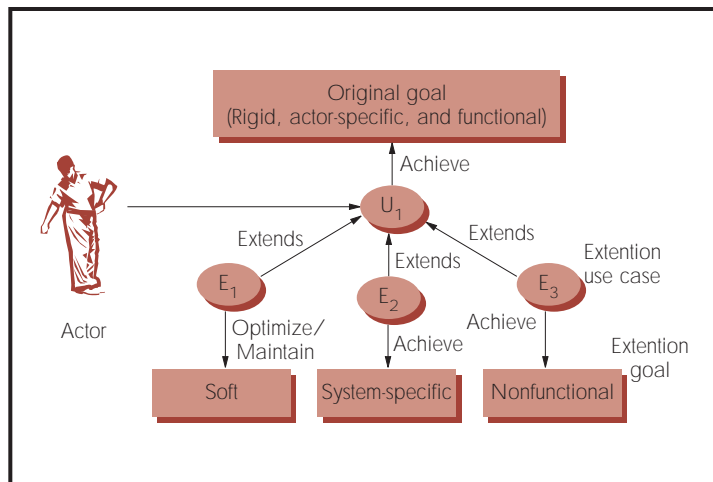 Original goal
(Rigid, actor-specific, and functional)
Achieve
U1
Extends
Extends
Extends
Extention
use case
E1
E2
E3
Actor
Optimize/
Maintain
Achieve
Achieve
Extention
goal
Soft
System-specific
Nonfunctional